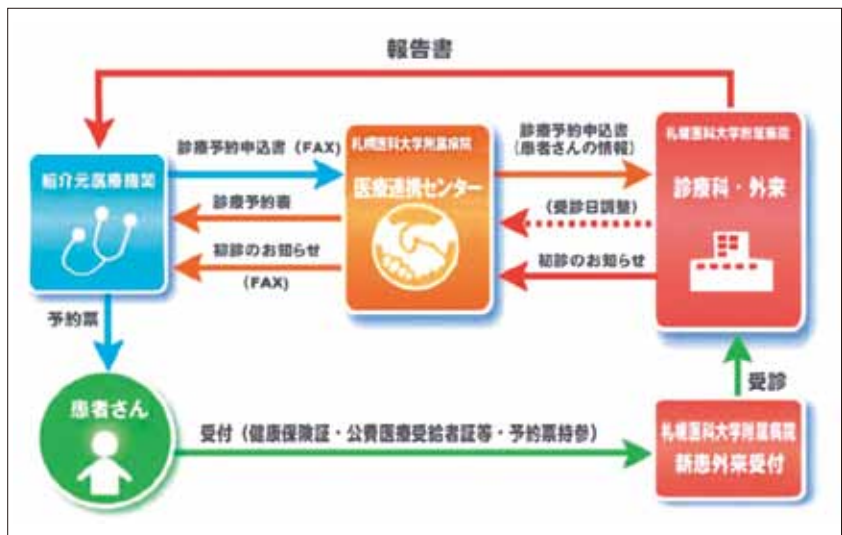 報告書
紹介元医療機関
診療予約申込書（FAX）
札幌医科大学附属病院
医療連携センター
診療予約申込書
（患者さんの情報）
札幌医科大学附属病院
診療科・外来
診療予約表
（受診日調整）
初診のお知らせ
（FAX）
初診のお知らせ
予約票
患者さん
受付（健康保険証・公費医療受給者証等・予約票持参）
受診
札幌医科大学附属病院
新患外来受付